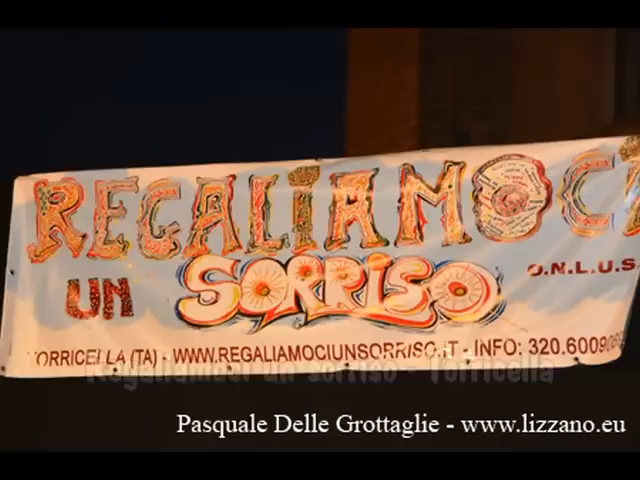 REGALIAMOCI
UN SORRISO O.N.L.U.S.
TORRICELLA (TA) - WWW.REGALIAMOCIUNSORRISO.IT - INFO: 320.6009
Regaliamoci un sorriso - Torricella
Pasquale Delle Grottaglie - www.lizzano.eu